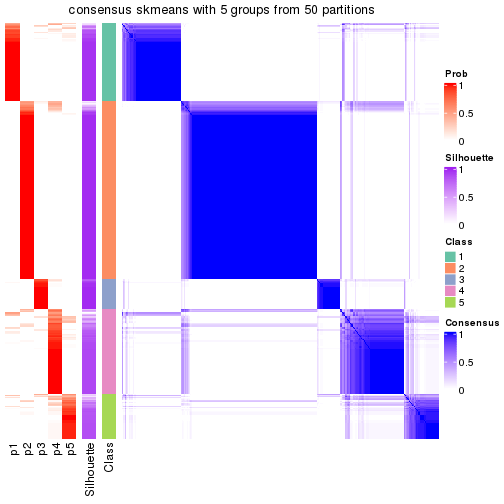 consensus skmeans with 5 groups from 50 partitions
Prob
1
0.5
0
Silhouette
1
0.5
0
Class
1
2
3
4
5
Consensus
1
0.5
0
p1
p2
p3
p4
p5
Silhouette
Class